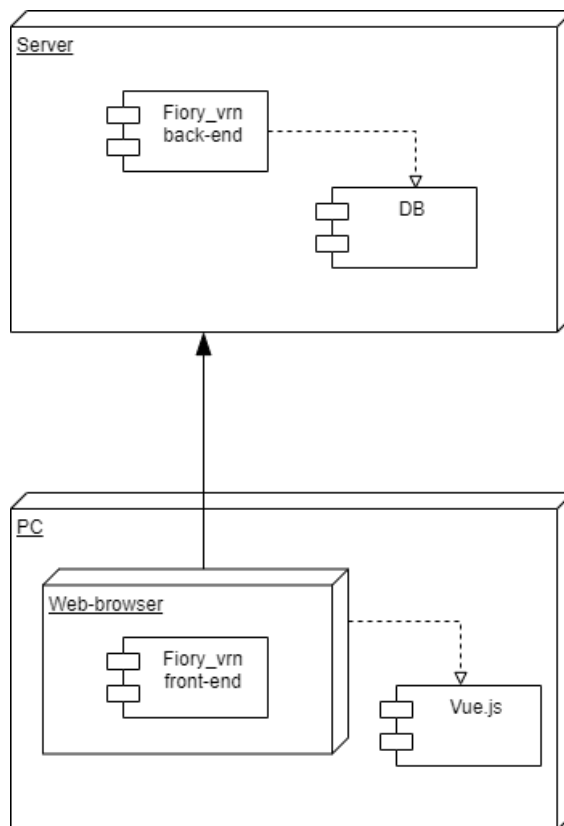 Server
Fiory_vrn
back-end
DB
PC
Web-browser
Fiory_vrn
front-end
Vue.js